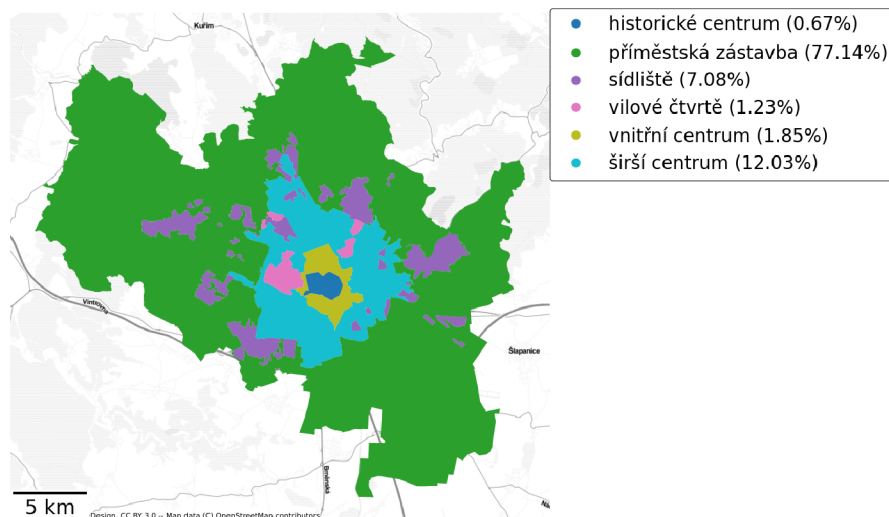 Kuřim
historické centrum (0.67%)
příměstská zástavba (77.14%)
sídliště (7.08%)
vilové čtvrtě (1.23%)
vnitřní centrum (1.85%)
širší centrum (12.03%)
Šlapanice
Brněnská
5 km
Design, CC BY 3.0 -- Map data (C) OpenStreetMap contributors